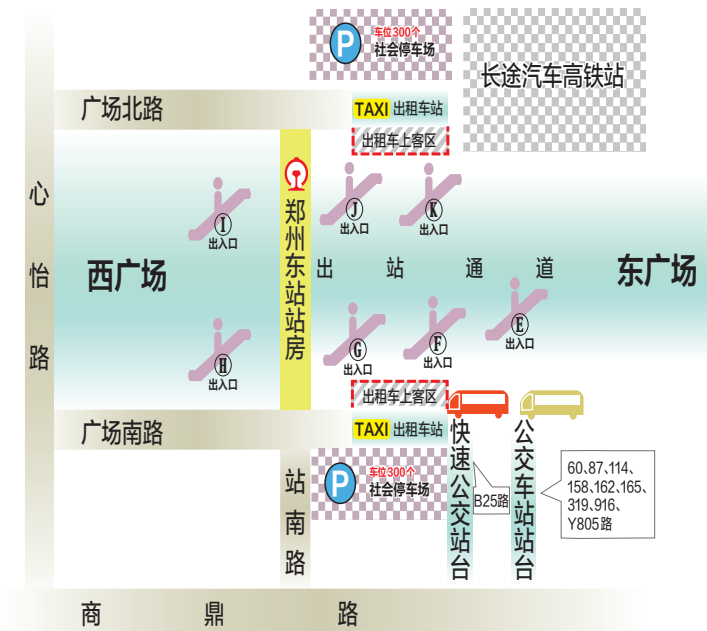 P
车位300个
社会停车场
长途汽车高铁站
广场北路
TAXI 出租车站
出租车上客区
心怡路
郑州东站站房
I
出入口
J
出入口
K
出入口
西广场
出站通道
东广场
H
出入口
G
出入口
F
出入口
E
出入口
出租车上客区
广场南路
TAXI 出租车站
P
车位300个
社会停车场
站南路
快速公交站台
B25路
公交车站站台
60、87、114、
158、162、165、
319、916、
Y805路
商鼎路